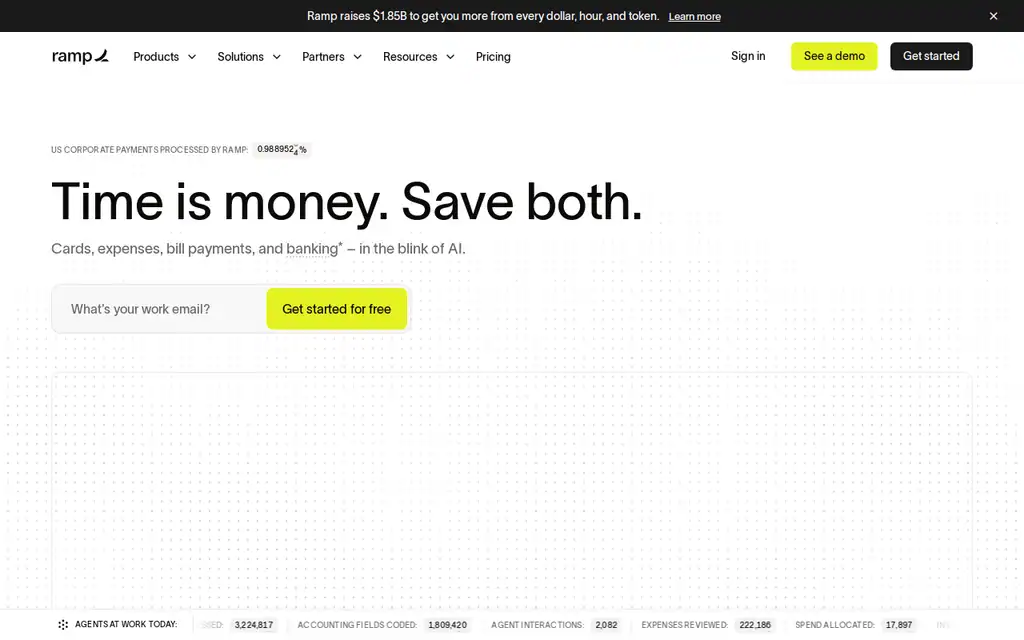 Ramp raises $1.85B to get you more from every dollar, hour, and token. Learn more
ramp Products Solutions Partners Resources Pricing Sign in See a demo Get started
US CORPORATE PAYMENTS PROCESSED BY RAMP: 0.988952 %
Time is money. Save both.
Cards, expenses, bill payments, and banking* – in the blink of AI.
What's your work email? Get started for free
AGENTS AT WORK TODAY: 3,224,817 ACCOUNTING FIELDS CODED: 1,809,420 AGENT INTERACTIONS: 2,082 EXPENSES REVIEWED: 222,186 SPEND ALLOCATED: 17,897